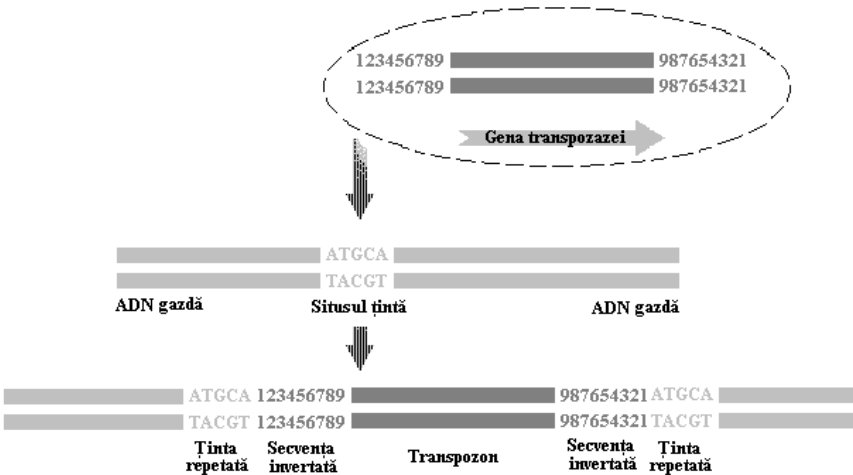 123456789 987654321
123456789 987654321
Gena transpozazei
ATGCA
TACGT
ADN gazdă Situsul țintă ADN gazdă
ATGCA 123456789 987654321 ATGCA
TACGT 123456789 987654321 TACGT
Ținta Secvența Transpozon Secvența Ținta
repetată invertată invertată repetată